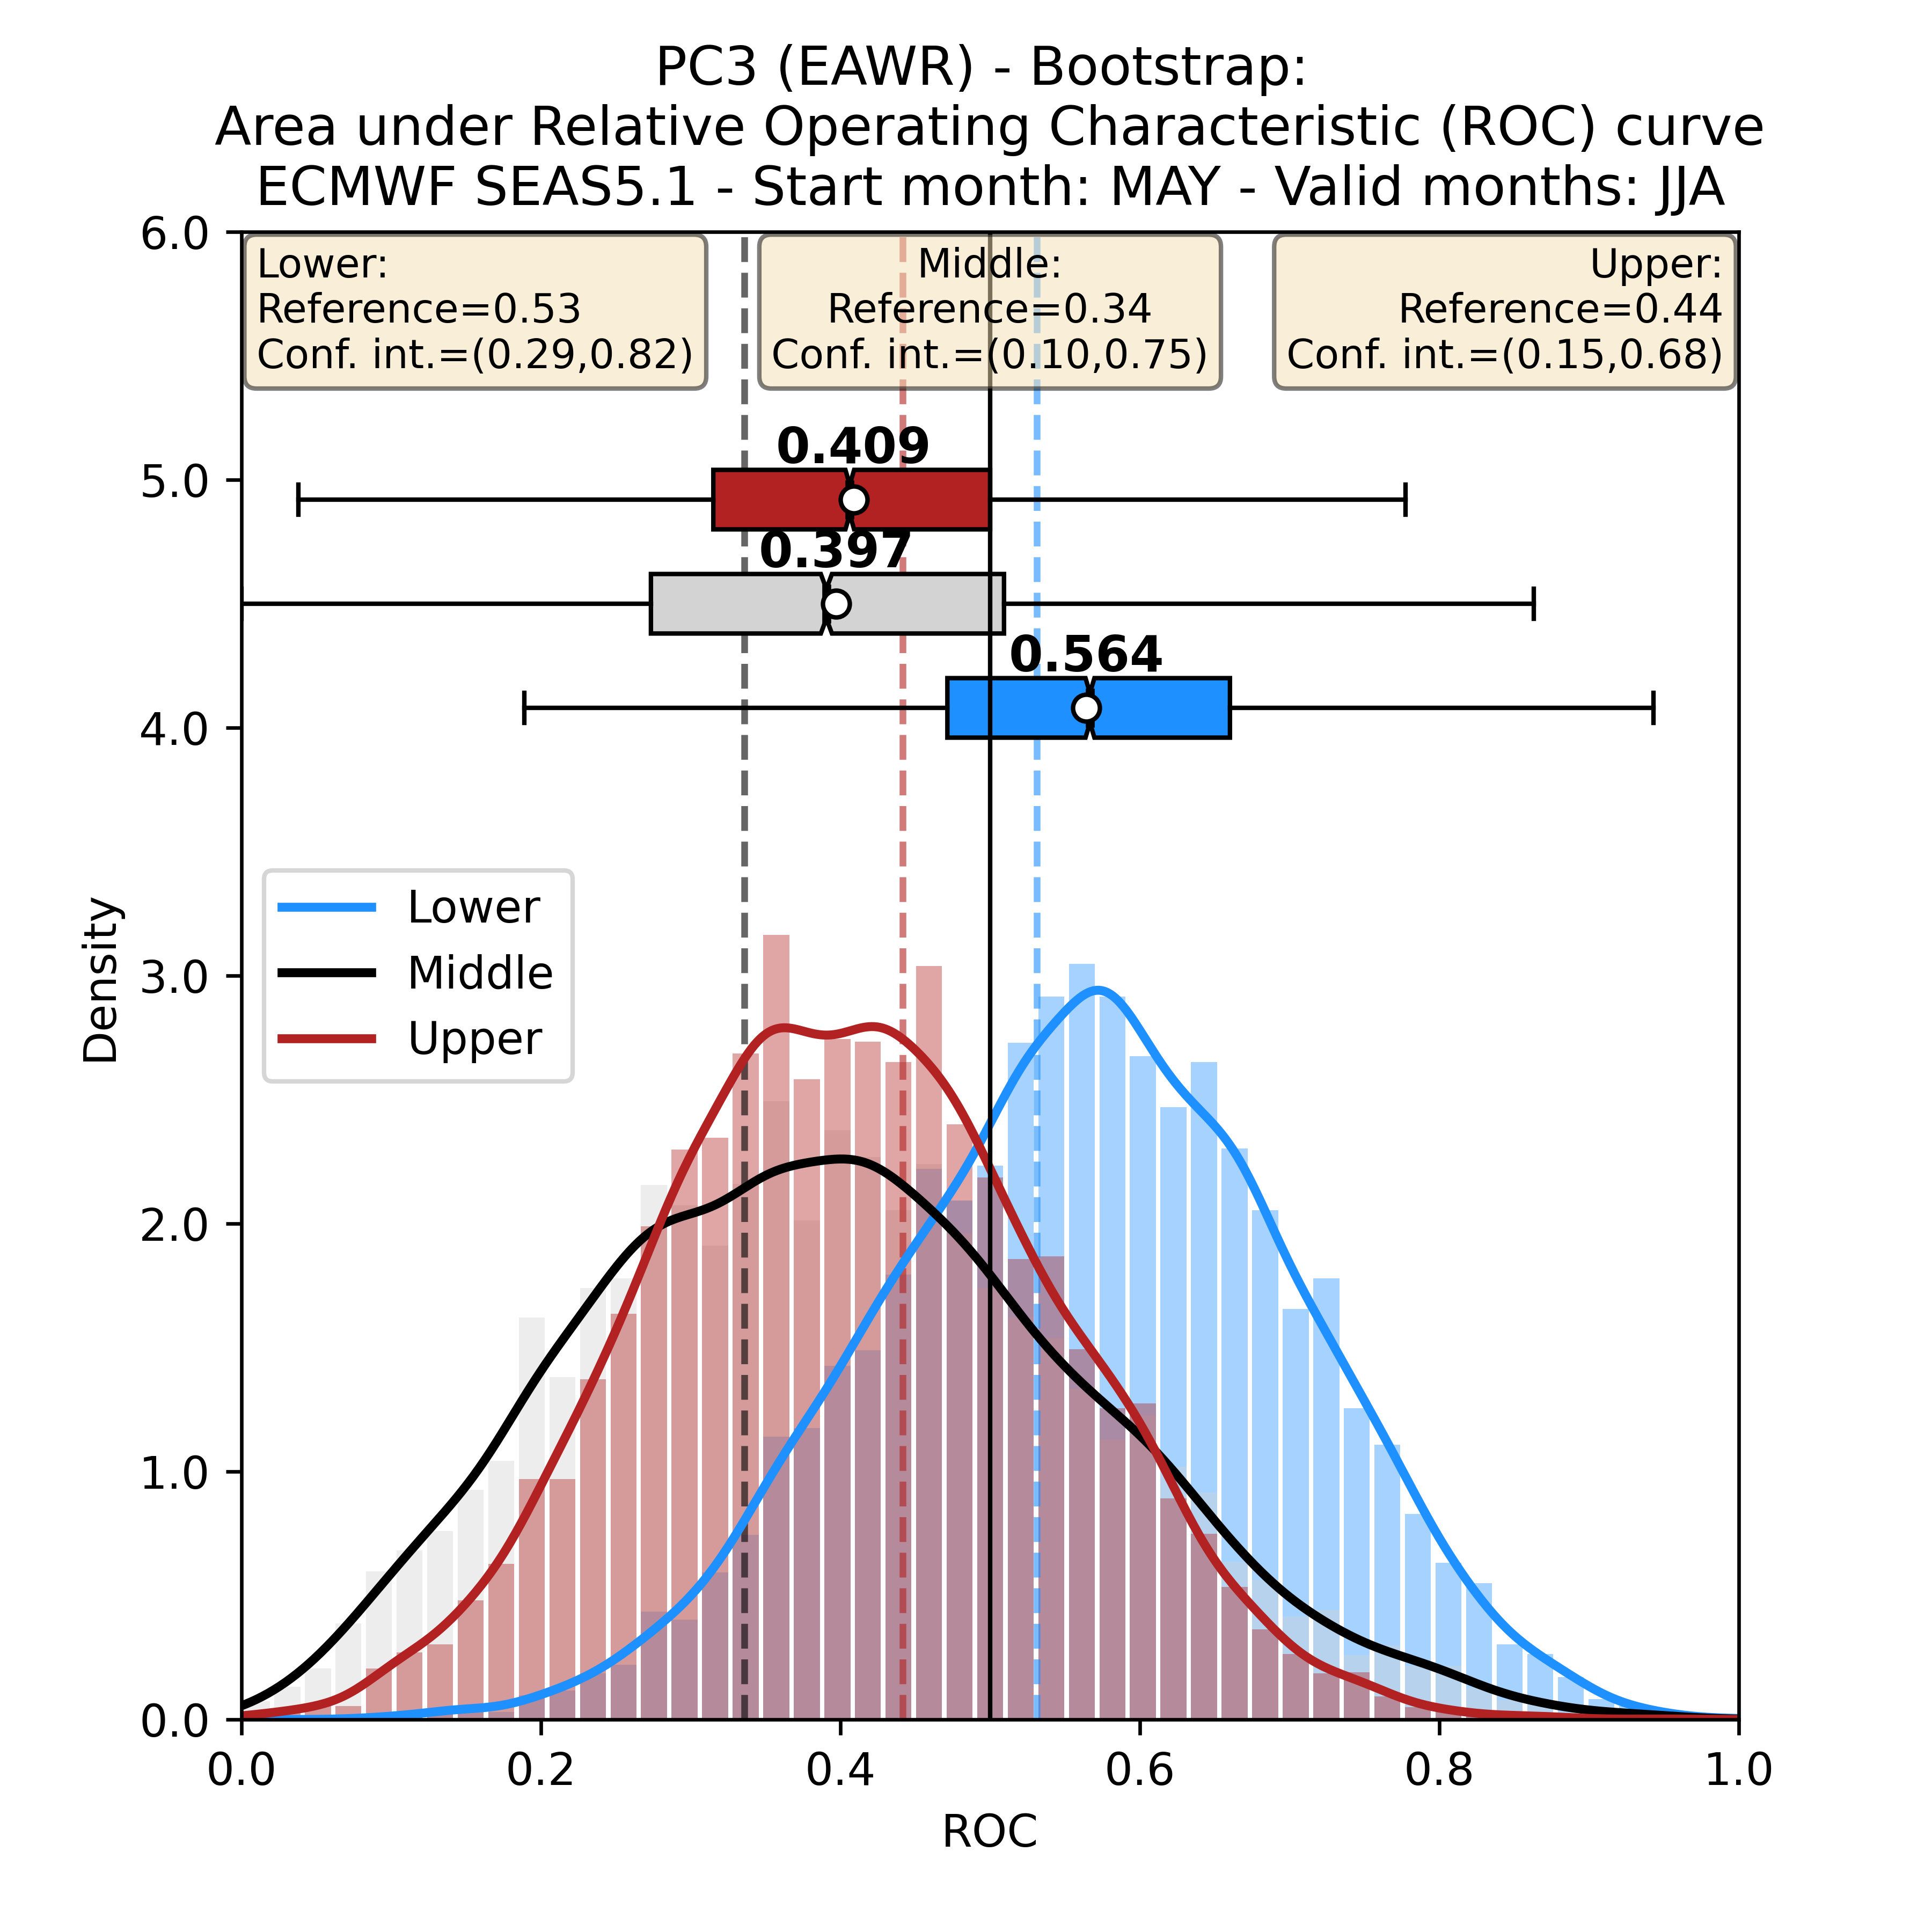 PC3 (EAWR) - Bootstrap:
Area under Relative Operating Characteristic (ROC) curve
ECMWF SEAS5.1 - Start month: MAY - Valid months: JJA
Lower:
Reference=0.53
Conf. int.=(0.29,0.82)
Middle:
Reference=0.34
Conf. int.=(0.10,0.75)
Upper:
Reference=0.44
Conf. int.=(0.15,0.68)
0.409
0.397
0.564
6.0
5.0
4.0
3.0
2.0
1.0
0.0
Density
Lower
Middle
Upper
0.0
0.2
0.4
0.6
0.8
1.0
ROC